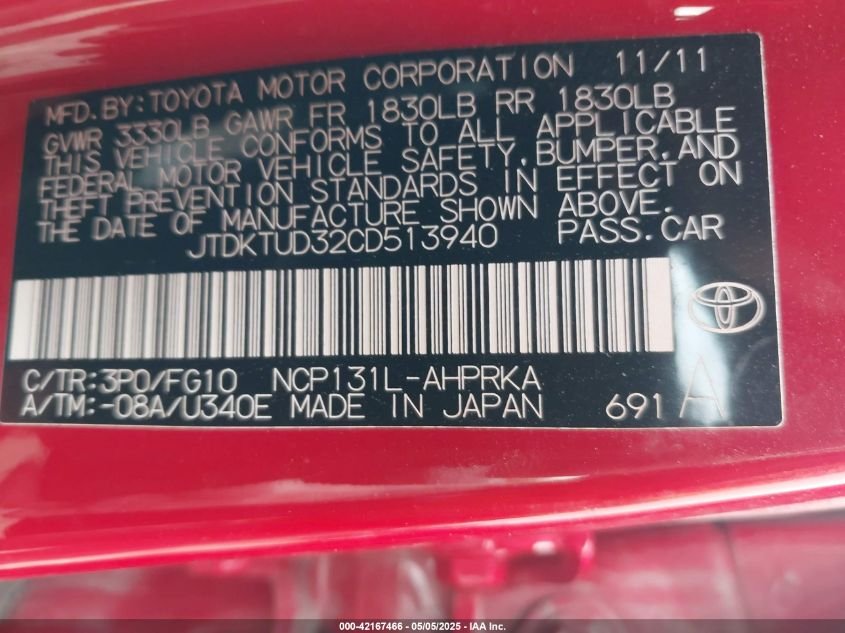 MFD.BY:TOYOTA MOTOR CORPORATION 11/11
GVWR 3330LB GAWR FR 1830LB RR 1830LB
THIS VEHICLE CONFORMS TO ALL APPLICABLE
FEDERAL MOTOR VEHICLE SAFETY,BUMPER,AND
THEFT PREVENTION STANDARDS IN EFFECT ON
THE DATE OF MANUFACTURE SHOWN ABOVE.
JTDKTUD32CD513940 PASS.CAR
C/TR:3P0/FG10 NCP131L-AHPRKA
A/TM:-08A/U340E MADE IN JAPAN 691 A
000-42167466 - 05/05/2025 - IAA Inc.